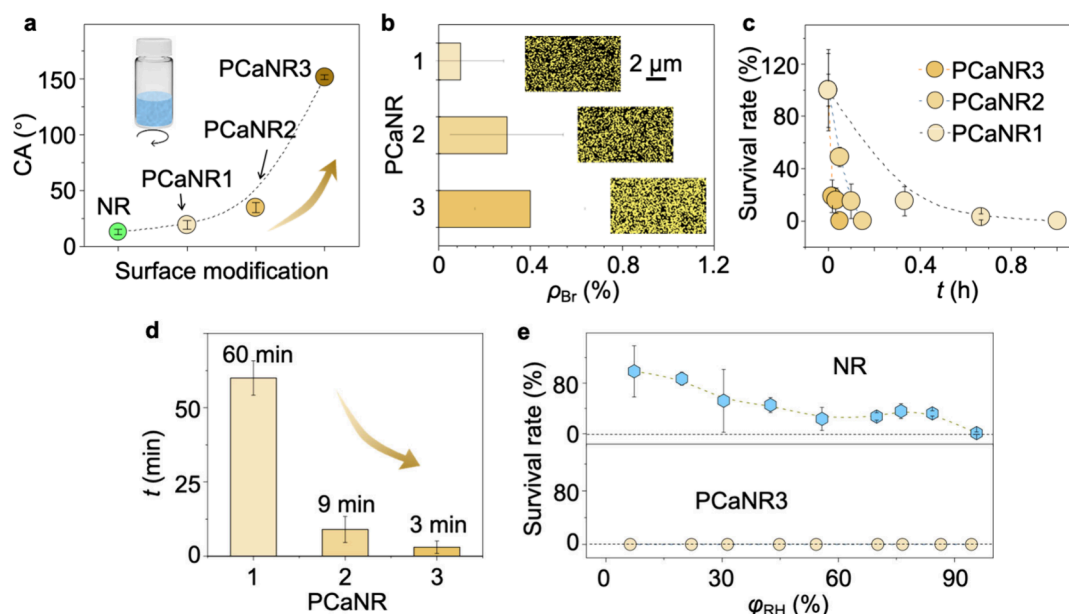 a
CA (°)
150
100
50
0
NR
PCaNR1
PCaNR2
PCaNR3
Surface modification
b
PCaNR
1
2
3
2 µm
0
0.4
0.8
1.2
ρBr (%)
c
Survival rate (%)
120
80
40
0
PCaNR3
PCaNR2
PCaNR1
0
0.4
0.8
t (h)
d
t (min)
50
25
0
60 min
9 min
3 min
1
2
3
PCaNR
e
Survival rate (%)
80
0
80
0
NR
PCaNR3
0
30
60
90
φRH (%)